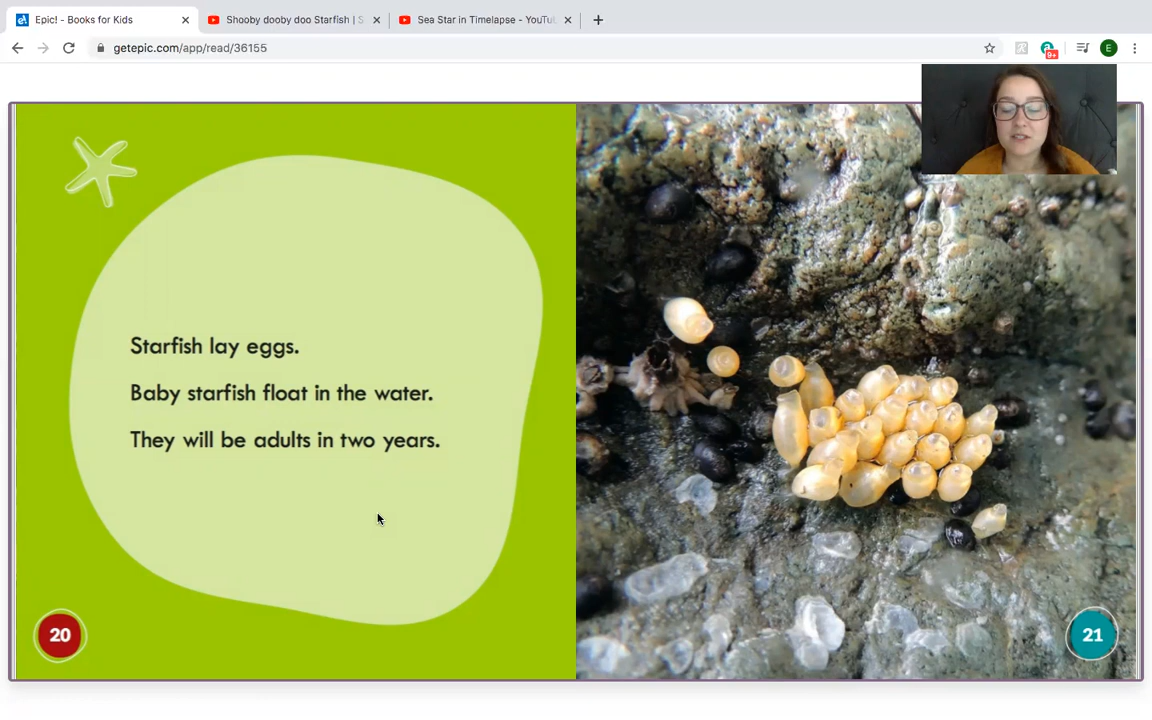 Epic! - Books for Kids
Shooby dooby doo Starfish | S
Sea Star in Timelapse - YouTu
getepic.com/app/read/36155
9+
E
Starfish lay eggs.
Baby starfish float in the water.
They will be adults in two years.
20
21